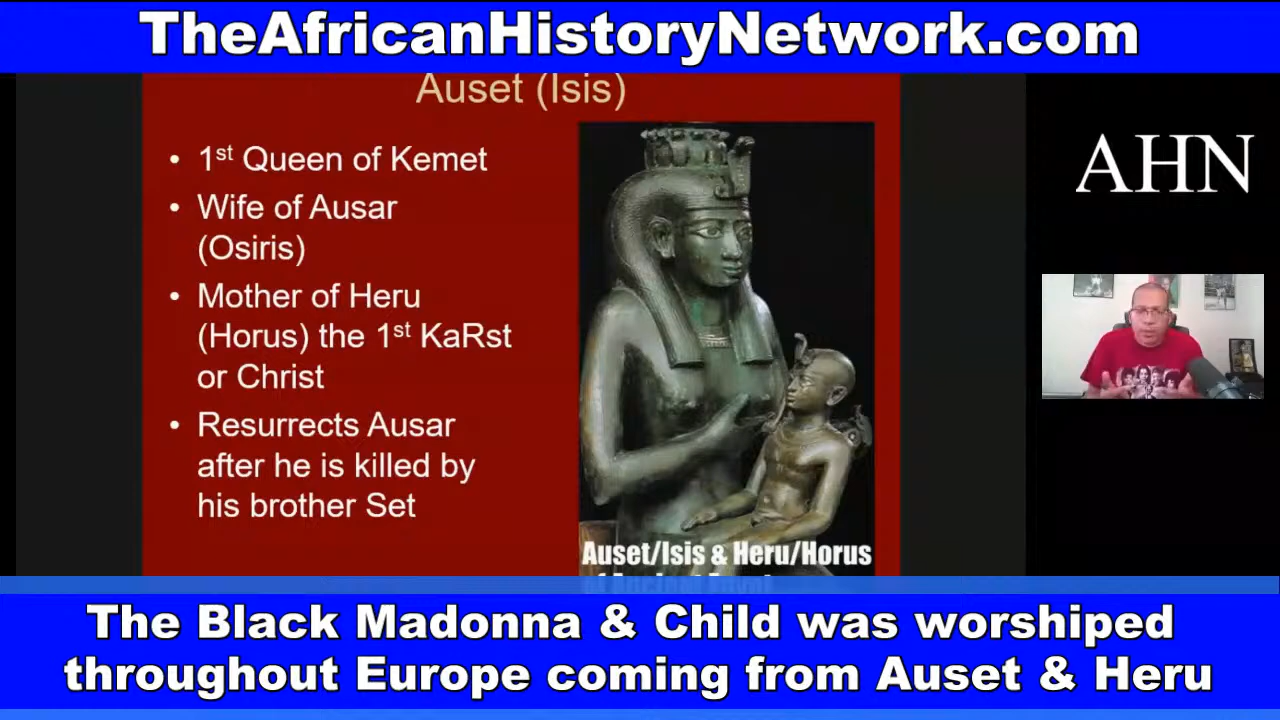 TheAfricanHistoryNetwork.com
Auset (Isis)
• 1st Queen of Kemet
• Wife of Ausar
(Osiris)
• Mother of Heru
(Horus) the 1st KaRst
or Christ
• Resurrects Ausar
after he is killed by
his brother Set
Auset/Isis & Heru/Horus
AHN
The Black Madonna & Child was worshiped
throughout Europe coming from Auset & Heru